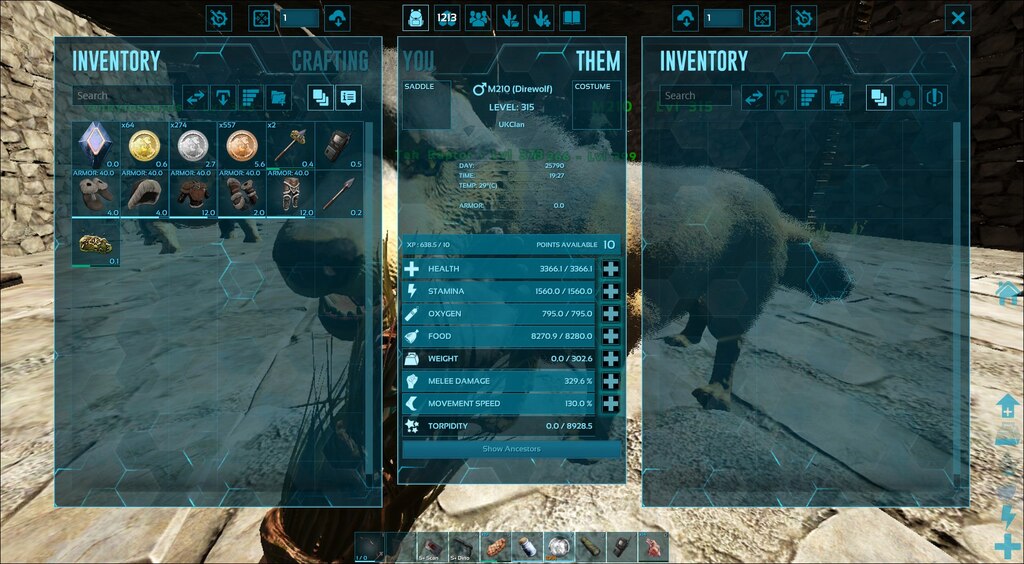 1
1213
1
INVENTORY
CRAFTING
YOU
THEM
INVENTORY
Search
SADDLE
M210 (Direwolf)
COSTUME
Search
LEVEL: 315
UKClan
x64
x274
x557
x2
0.0
0.6
2.7
5.6
0.4
0.5
ARMOR: 40.0
ARMOR: 40.0
ARMOR: 40.0
ARMOR: 40.0
ARMOR: 40.0
4.0
4.0
12.0
2.0
12.0
0.2
0.1
DAY: 25790
TIME: 19:27
TEMP: 29°(C)
ARMOR: 0.0
XP : 638.5 / 10 POINTS AVAILABLE 10
HEALTH 3366.1 / 3366.1
STAMINA 1560.0 / 1560.0
OXYGEN 795.0 / 795.0
FOOD 8270.9 / 8280.0
WEIGHT 0.0 / 302.6
MELEE DAMAGE 329.6 %
MOVEMENT SPEED 130.0 %
TORPIDITY 0.0 / 8928.5
Show Ancestors
1 / 0
S+ Scan
S+ Dino